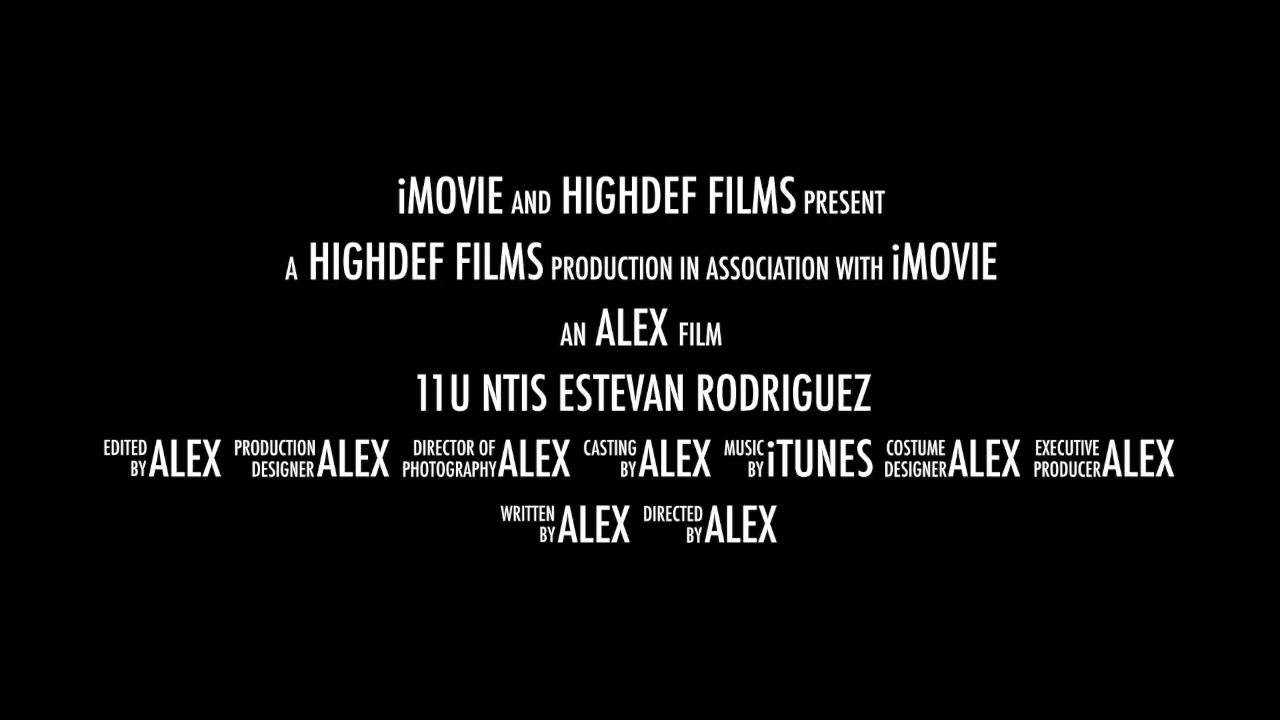 iMOVIE AND HIGHDEF FILMS PRESENT
A HIGHDEF FILMS PRODUCTION IN ASSOCIATION WITH iMOVIE
AN ALEX FILM
11U NTIS ESTEVAN RODRIGUEZ
EDITED BY ALEX PRODUCTION DESIGNER ALEX DIRECTOR OF PHOTOGRAPHY ALEX CASTING BY ALEX MUSIC BY iTUNES COSTUME DESIGNER ALEX EXECUTIVE PRODUCER ALEX
WRITTEN BY ALEX DIRECTED BY ALEX